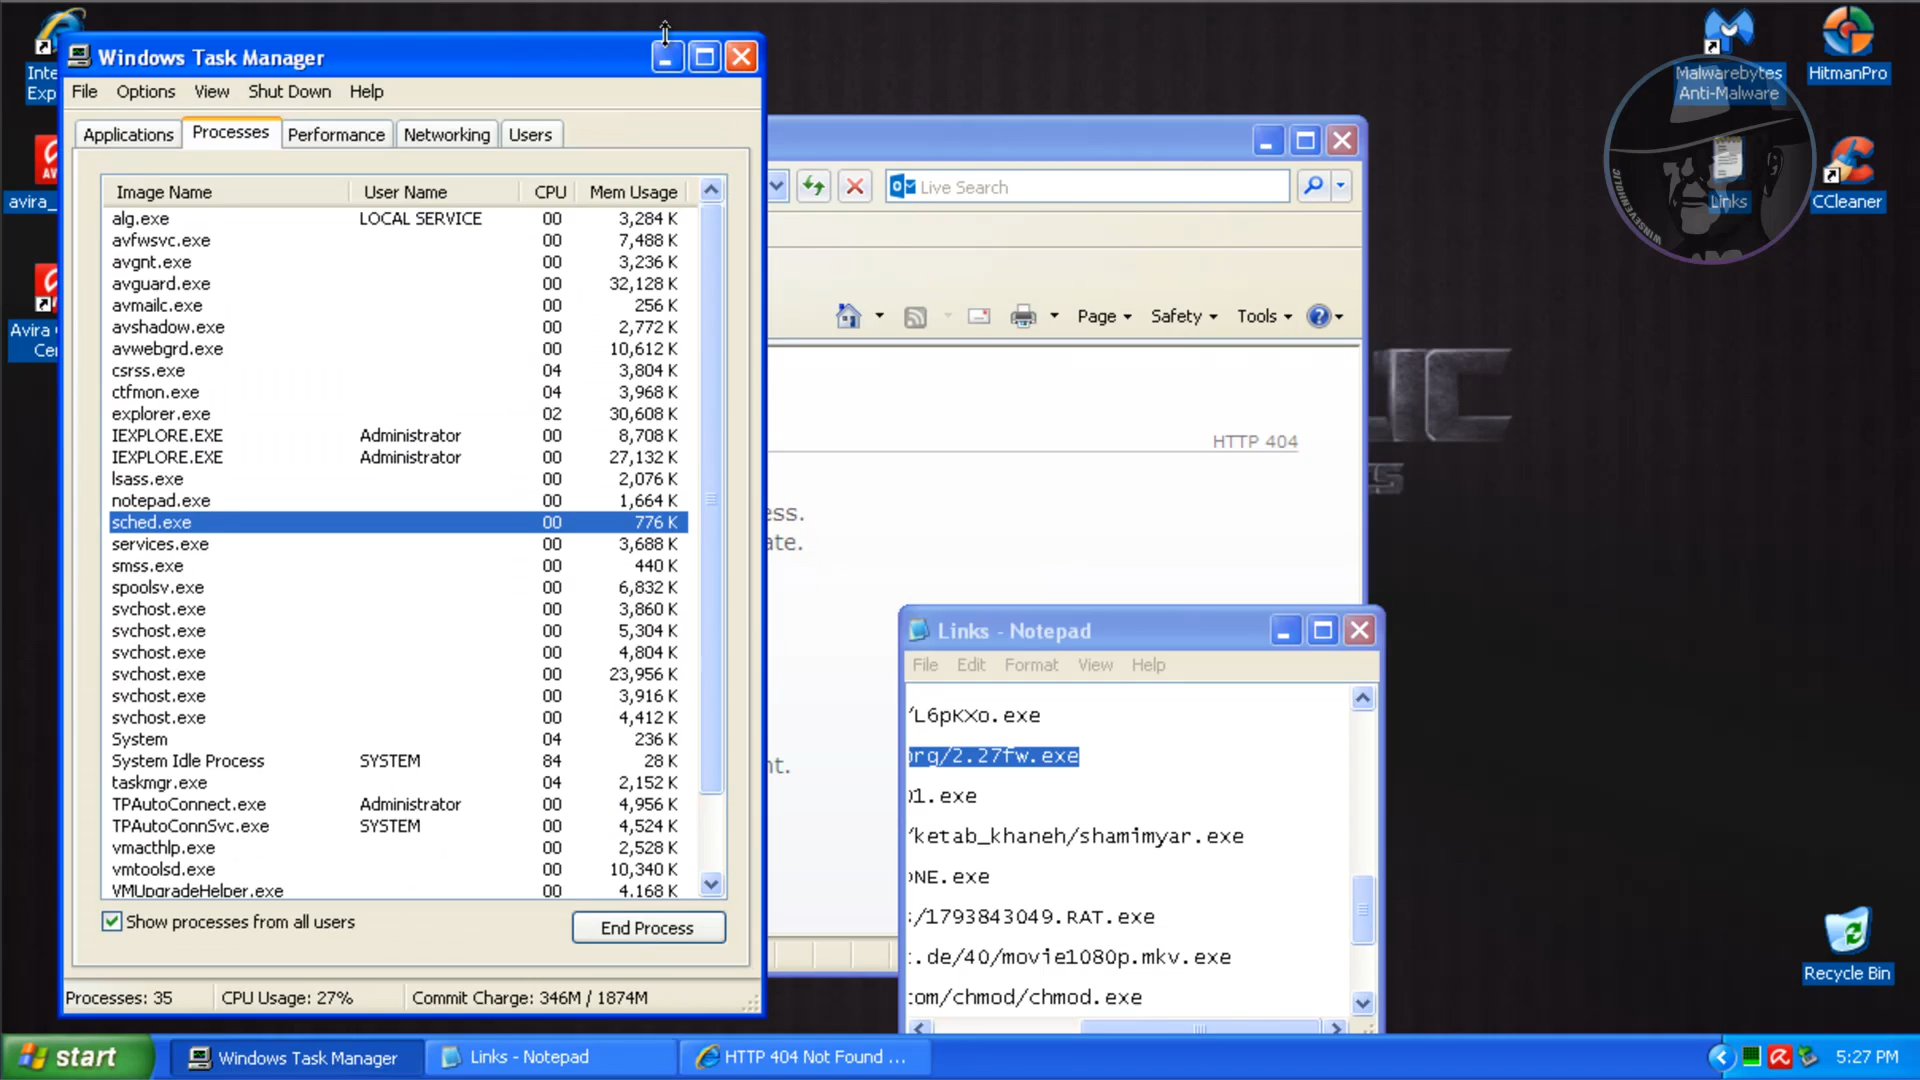 Inte
Exp
avira_
Avira
Cer
Windows Task Manager
File Options View Shut Down Help
Applications Processes Performance Networking Users
Image Name User Name CPU Mem Usage
alg.exe LOCAL SERVICE 00 3,284 K
avfwsvc.exe 00 7,488 K
avgnt.exe 00 3,236 K
avguard.exe 00 32,128 K
avmailc.exe 00 256 K
avshadow.exe 00 2,772 K
avwebgrd.exe 00 10,612 K
csrss.exe 04 3,804 K
ctfmon.exe 04 3,968 K
explorer.exe 02 30,608 K
IEXPLORE.EXE Administrator 00 8,708 K
IEXPLORE.EXE Administrator 00 27,132 K
lsass.exe 00 2,076 K
notepad.exe 00 1,664 K
sched.exe 00 776 K
services.exe 00 3,688 K
smss.exe 00 440 K
spoolsv.exe 00 6,832 K
svchost.exe 00 3,860 K
svchost.exe 00 5,304 K
svchost.exe 00 4,804 K
svchost.exe 00 23,956 K
svchost.exe 00 3,916 K
svchost.exe 00 4,412 K
System 04 236 K
System Idle Process SYSTEM 84 28 K
taskmgr.exe 04 2,152 K
TPAutoConnect.exe Administrator 00 4,956 K
TPAutoConnSvc.exe SYSTEM 00 4,524 K
vmacthlp.exe 00 2,528 K
vmtoolsd.exe 00 10,340 K
VMUpgradeHelper.exe 00 4,168 K
Show processes from all users
End Process
Processes: 35 CPU Usage: 27% Commit Charge: 346M / 1874M
Live Search
Page Safety Tools
HTTP 404
ess.
ate.
nt.
Links - Notepad
File Edit Format View Help
/L6pKXo.exe
org/2.27fw.exe
01.exe
/ketab_khaneh/shamimyar.exe
NE.exe
/1793843049.RAT.exe
.de/40/movie1080p.mkv.exe
com/chmod/chmod.exe
Malwarebytes
Anti-Malware
HitmanPro
Links
CCleaner
WINSEVENHOLIC
Recycle Bin
start
Windows Task Manager
Links - Notepad
HTTP 404 Not Found ...
5:27 PM